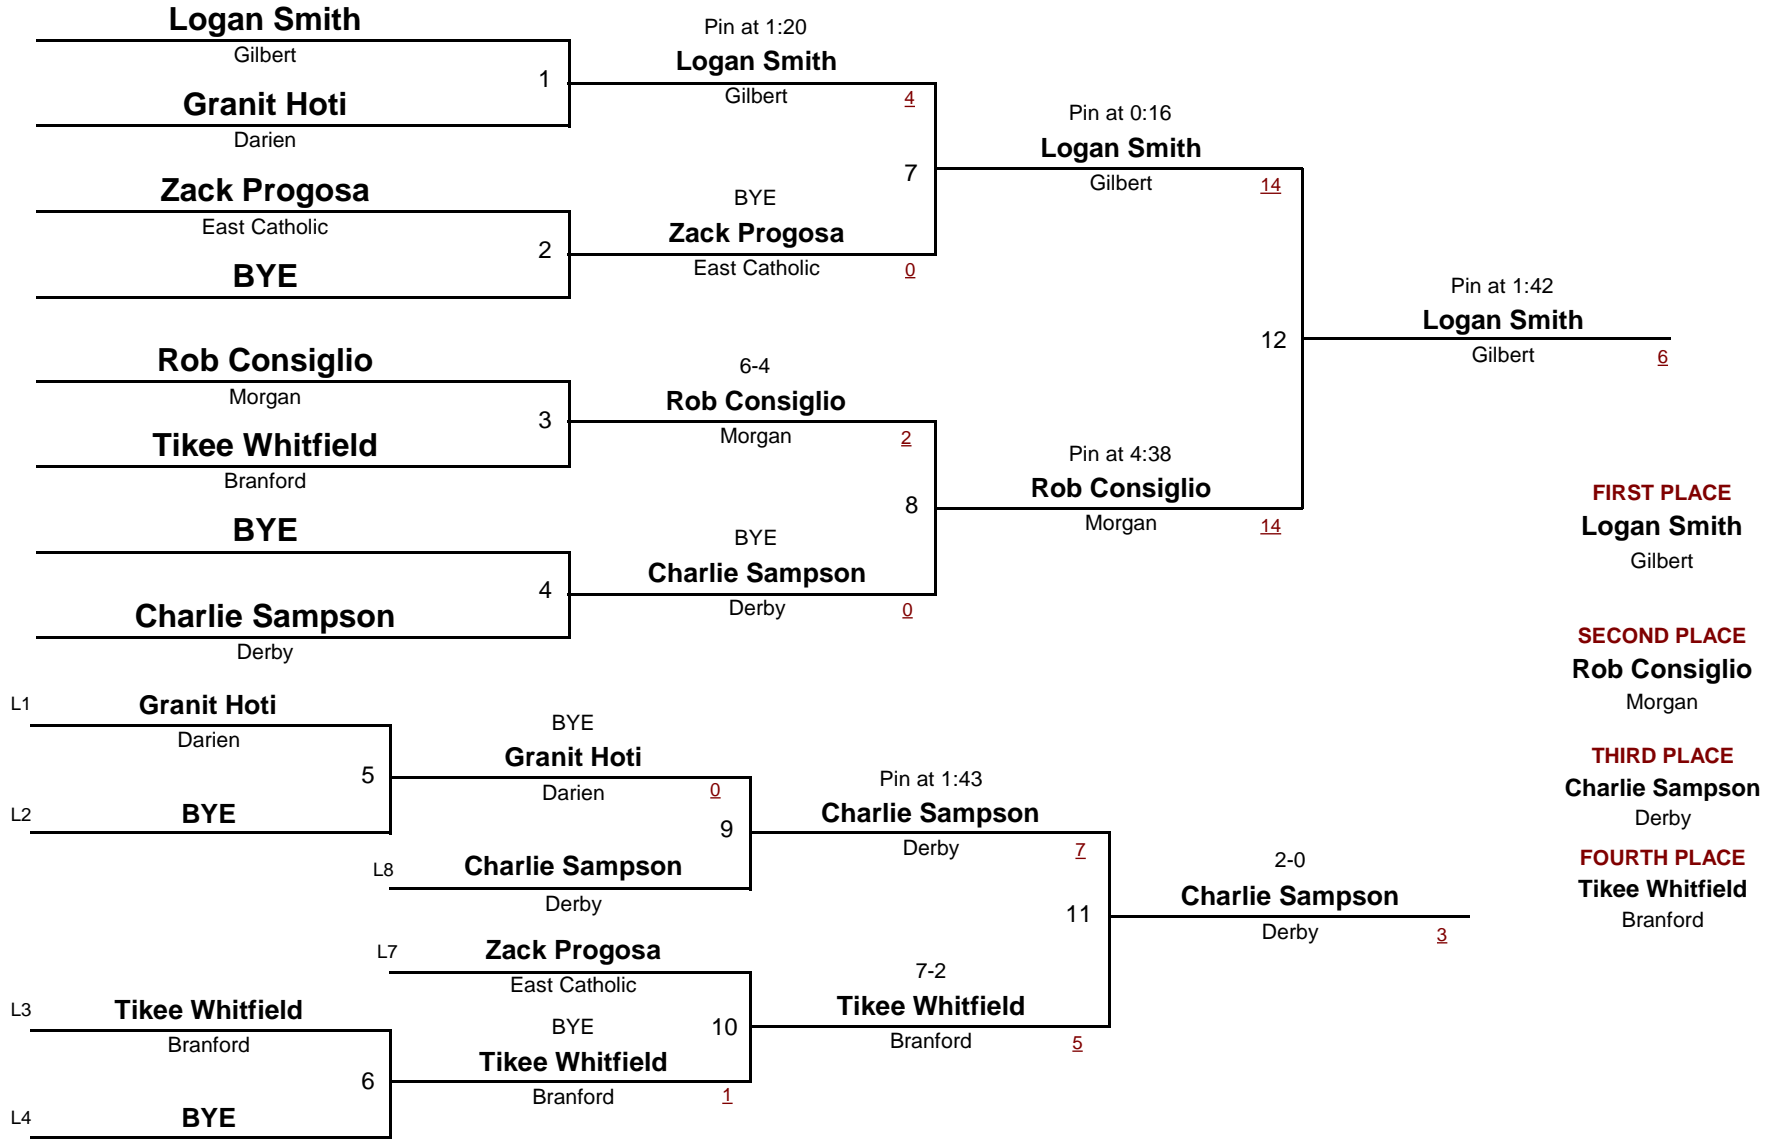 Logan Smith
Gilbert
1
Granit Hoti
Darien
Zack Progosa
East Catholic
2
BYE
Rob Consiglio
Morgan
3
Tikee Whitfield
Branford
BYE
4
Charlie Sampson
Derby
Pin at 1:20
Logan Smith
Gilbert
4
7
BYE
Zack Progosa
East Catholic
0
6-4
Rob Consiglio
Morgan
2
8
BYE
Charlie Sampson
Derby
0
Pin at 0:16
Logan Smith
Gilbert
14
12
Pin at 4:38
Rob Consiglio
Morgan
14
Pin at 1:42
Logan Smith
Gilbert
6
FIRST PLACE
Logan Smith
Gilbert
SECOND PLACE
Rob Consiglio
Morgan
THIRD PLACE
Charlie Sampson
Derby
FOURTH PLACE
Tikee Whitfield
Branford
L1
Granit Hoti
Darien
5
L2
BYE
L3
Tikee Whitfield
Branford
6
L4
BYE
BYE
Granit Hoti
Darien
0
9
L8
Charlie Sampson
Derby
L7
Zack Progosa
East Catholic
10
BYE
Tikee Whitfield
Branford
1
Pin at 1:43
Charlie Sampson
Derby
7
11
7-2
Tikee Whitfield
Branford
5
2-0
Charlie Sampson
Derby
3